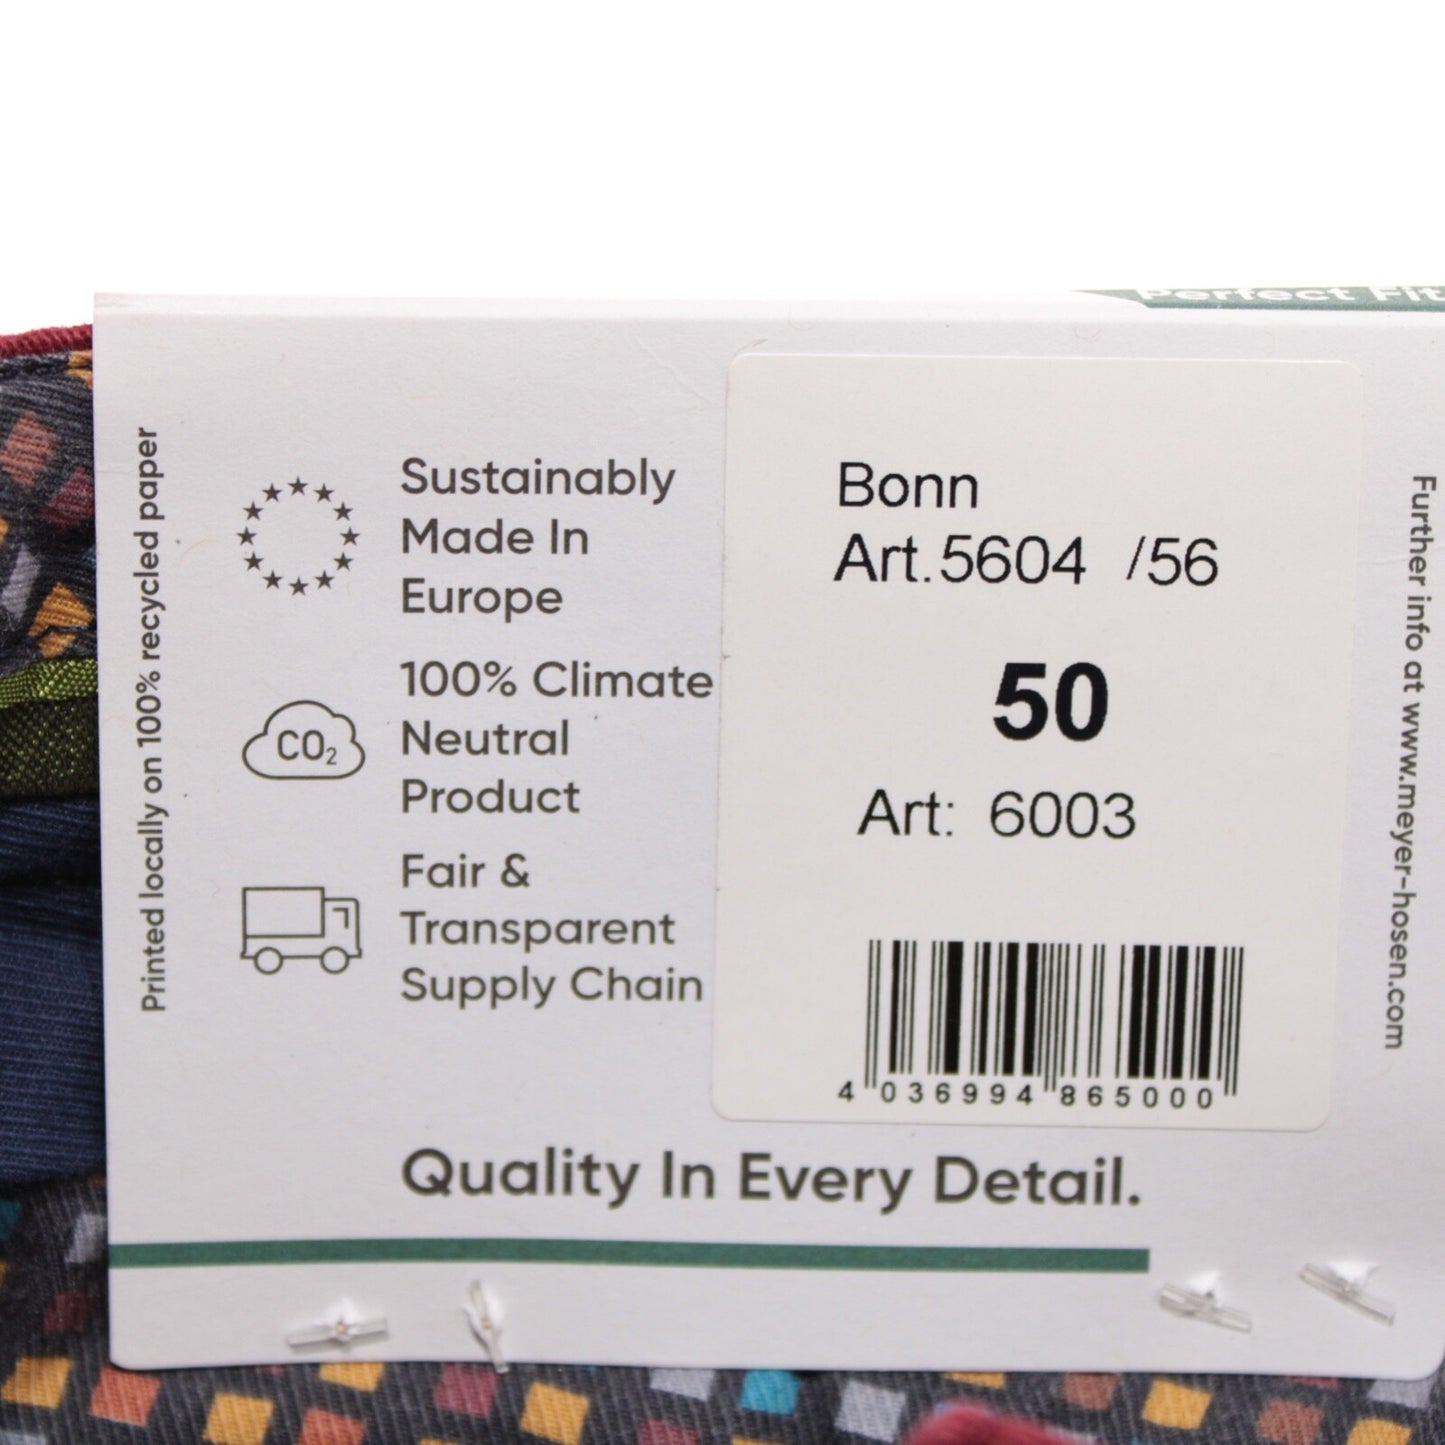 Perfect Fit
Printed locally on 100% recycled paper
Sustainably
Made In
Europe
CO₂
100% Climate
Neutral
Product
Fair &
Transparent
Supply Chain
Bonn
Art.5604 /56
50
Art: 6003
4 036994 865000
Further info at www.meyer-hosen.com
Quality In Every Detail.